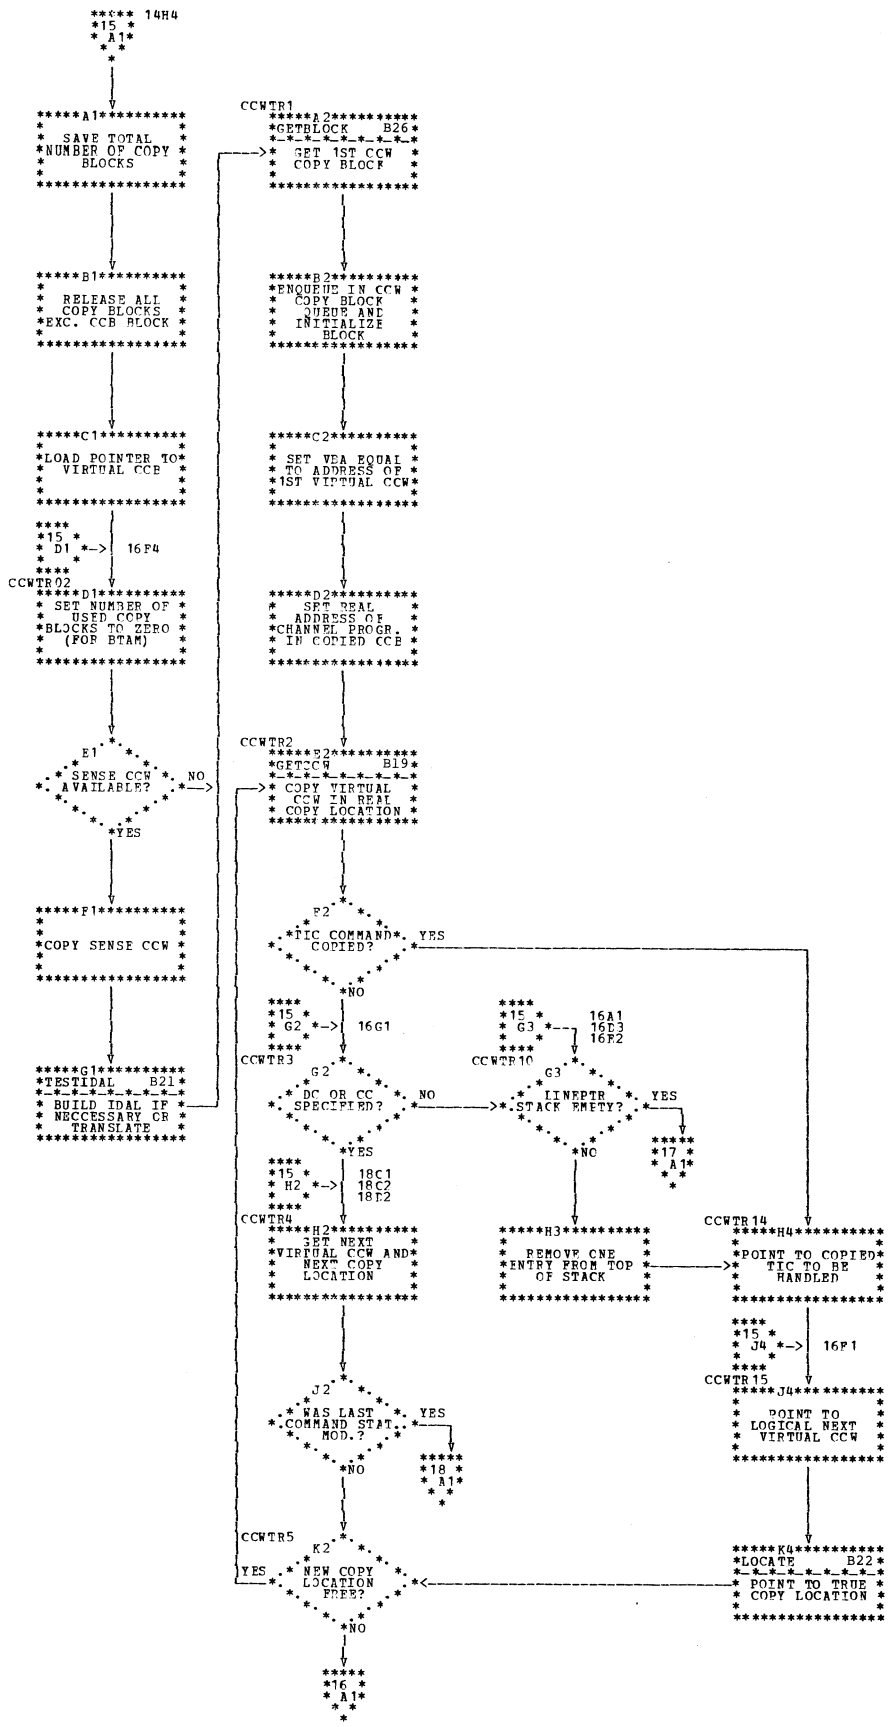 14H4
15
A1
A1
SAVE TOTAL
NUMBER OF COPY
BLOCKS
B1
RELEASE ALL
COPY BLOCKS
EXC. CCB BLOCK
C1
LOAD POINTER TO
VIRTUAL CCB
15
D1
16F4
CCWTR02
D1
SET NUMBER OF
USED COPY
BLOCKS TO ZERO
(FOR BTAM)
E1
SENSE CCW
AVAILABLE?
NO
YES
F1
COPY SENSE CCW
G1
TESTIDAL B21
BUILD IDAL IF
NECCESSARY OR
TRANSLATE
CCWTR1
A2
GETBLOCK B26
GET 1ST CCW
COPY BLOCK
B2
ENQUEUE IN CCW
COPY BLOCK
QUEUE AND
INITIALIZE
BLOCK
C2
SET VBA EQUAL
TO ADDRESS OF
1ST VIRTUAL CCW
D2
SET REAL
ADDRESS OF
CHANNEL PROGR.
IN COPIED CCB
CCWTR2
E2
GETCCW B19
COPY VIRTUAL
CCW IN REAL
COPY LOCATION
F2
TIC COMMAND
COPIED?
YES
NO
15
G2
16G1
CCWTR3
G2
DC OR CC
SPECIFIED?
NO
YES
15
H2
18C1
18C2
18D2
CCWTR4
H2
GET NEXT
VIRTUAL CCW AND
NEXT COPY
LOCATION
J2
WAS LAST
COMMAND STAT.
MOD.?
YES
18
A1
NO
CCWTR5
K2
NEW COPY
LOCATION
FREE?
YES
NO
16
A1
15
G3
16A1
16D3
16E2
CCWTR10
G3
LINEPTR
STACK EMPTY?
YES
17
A1
NO
H3
REMOVE ONE
ENTRY FROM TOP
OF STACK
CCWTR14
H4
POINT TO COPIED
TIC TO BE
HANDLED
15
J4
16F1
CCWTR15
J4
POINT TO
LOGICAL NEXT
VIRTUAL CCW
K4
LOCATE B22
POINT TO TRUE
COPY LOCATION